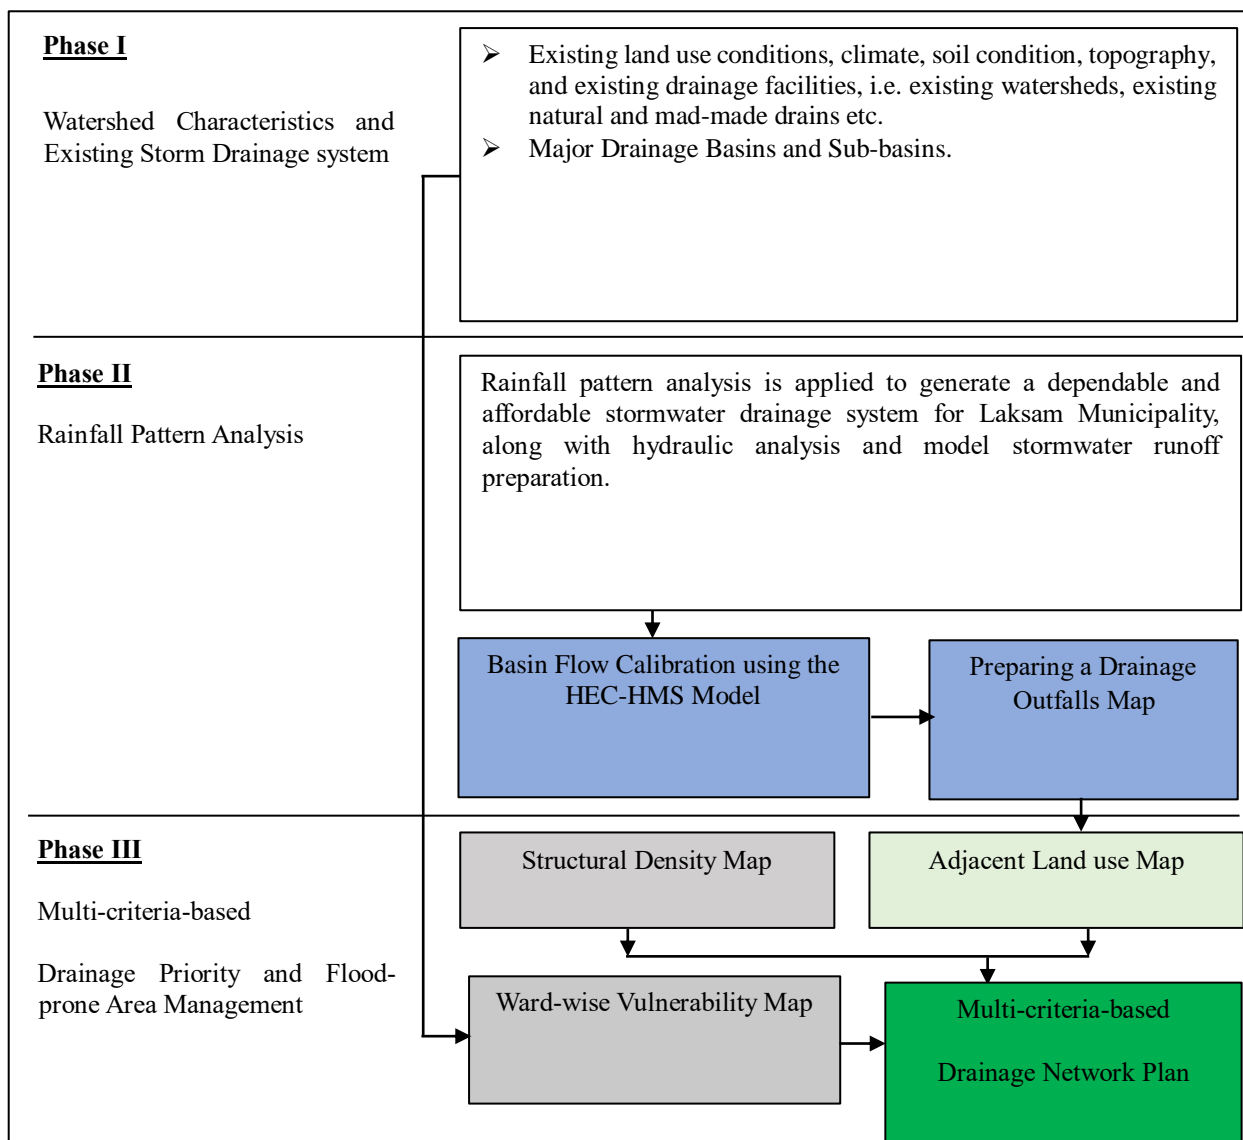 Phase I
Watershed Characteristics and
Existing Storm Drainage system
➢ Existing land use conditions, climate, soil condition, topography,
and existing drainage facilities, i.e. existing watersheds, existing
natural and mad-made drains etc.
➢ Major Drainage Basins and Sub-basins.
Phase II
Rainfall Pattern Analysis
Rainfall pattern analysis is applied to generate a dependable and
affordable stormwater drainage system for Laksam Municipality,
along with hydraulic analysis and model stormwater runoff
preparation.
Basin Flow Calibration using the
HEC-HMS Model
Preparing a Drainage
Outfalls Map
Phase III
Multi-criteria-based
Drainage Priority and Flood-
prone Area Management
Structural Density Map
Adjacent Land use Map
Ward-wise Vulnerability Map
Multi-criteria-based
Drainage Network Plan